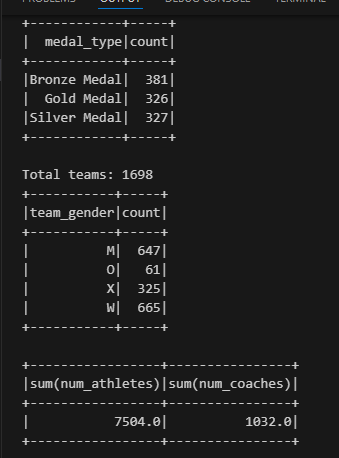 PROBLEMS OUTPUT DEBUG CONSOLE TERMINAL
+------------+-----+
|  medal_type|count|
+------------+-----+
|Bronze Medal|  381|
|  Gold Medal|  326|
|Silver Medal|  327|
+------------+-----+
Total teams: 1698
+-----------+-----+
|team_gender|count|
+-----------+-----+
|          M|  647|
|          O|   61|
|          X|  325|
|          W|  665|
+-----------+-----+
+-----------------+----------------+
|sum(num_athletes)|sum(num_coaches)|
+-----------------+----------------+
|           7504.0|          1032.0|
+-----------------+----------------+